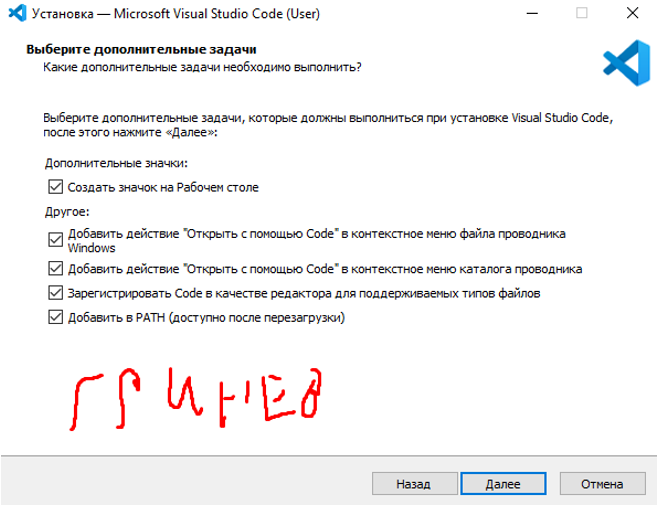 Установка — Microsoft Visual Studio Code (User)
Выберите дополнительные задачи
Какие дополнительные задачи необходимо выполнить?
Выберите дополнительные задачи, которые должны выполниться при установке Visual Studio Code,
после этого нажмите «Далее»:
Дополнительные значки:
Создать значок на Рабочем столе
Другое:
Добавить действие "Открыть с помощью Code" в контекстное меню файла проводника
Windows
Добавить действие "Открыть с помощью Code" в контекстное меню каталога проводника
Зарегистрировать Code в качестве редактора для поддерживаемых типов файлов
Добавить в PATH (доступно после перезагрузки)
ГРИНЕВ
Назад Далее Отмена